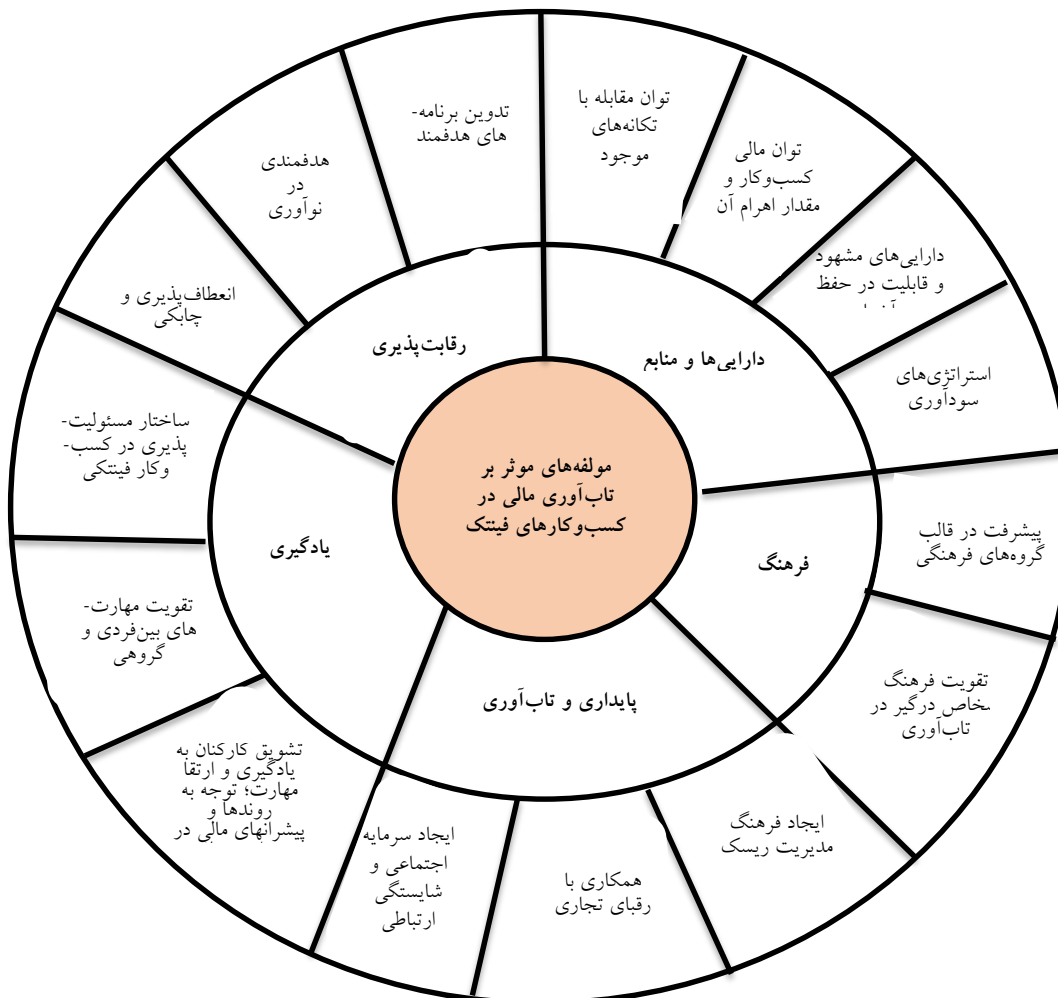 توان مقابله با
تکانه‌های
موجود
توان مالی
کسب‌وکار و
مقدار اهرام آن
دارایی‌های مشهود
و قابلیت در حفظ
استراتژی‌های
سودآوری
پیشرفت در قالب
گروه‌های فرهنگی
تقویت فرهنگ
درگیر در
تاب‌آوری
ایجاد فرهنگ
مدیریت ریسک
همکاری با
رقبای تجاری
ایجاد سرمایه
اجتماعی و
شایستگی
ارتباطی
تشویق کارکنان به
یادگیری و ارتقا
مهارت؛ توجه به
روندها و
پیشرانهای مالی در
تقویت مهارت-
های بین‌فردی و
گروهی
ساختار مسئولیت-
پذیری در کسب-
وکار فینتکی
انعطاف‌پذیری و
چابکی
هدفمندی
در
نوآوری
تدوین برنامه-
های هدفمند
رقابت‌پذیری
دارایی‌ها و منابع
فرهنگ
پایداری و تاب‌آوری
یادگیری
مولفه‌های موثر بر
تاب‌آوری مالی در
کسب‌وکارهای فینتک